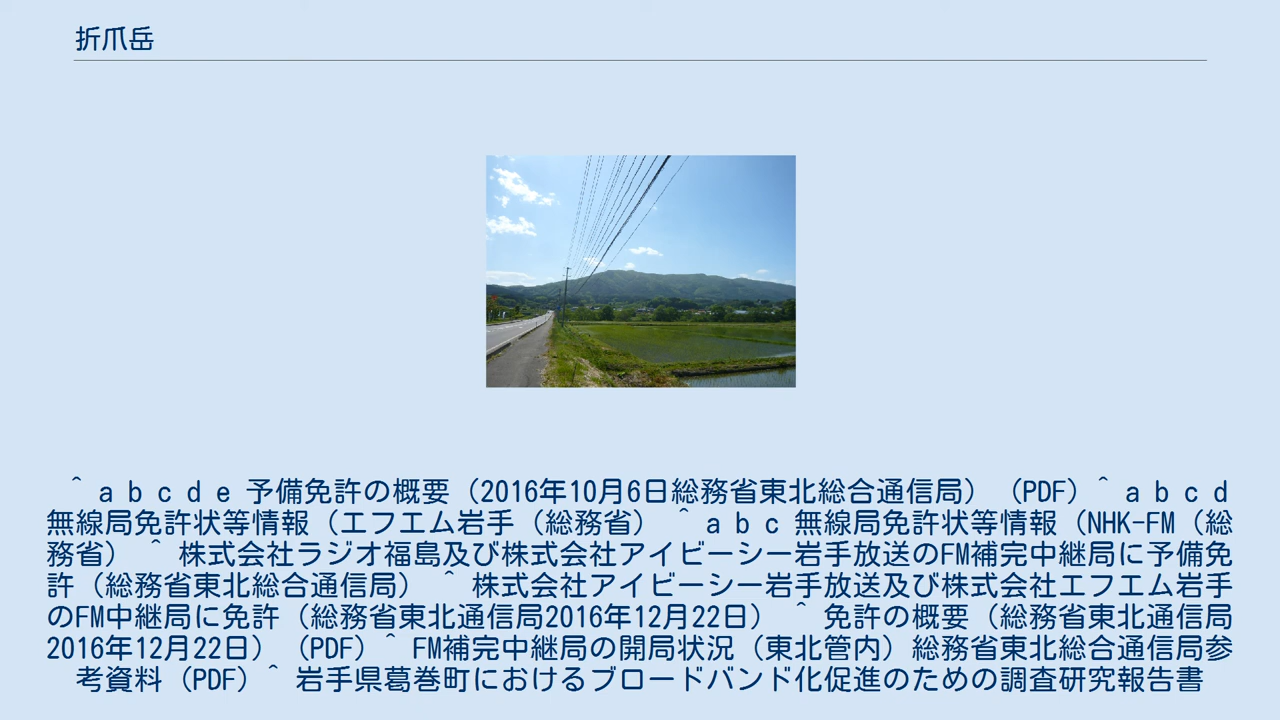 折爪岳
^ a b c d e 予備免許の概要（2016年10月6日総務省東北総合通信局）（PDF）^ a b c d
無線局免許状等情報（エフエム岩手（総務省） ^ a b c 無線局免許状等情報（NHK-FM（総
務省） ^ 株式会社ラジオ福島及び株式会社アイビーシー岩手放送のFM補完中継局に予備免
許（総務省東北総合通信局） ^ 株式会社アイビーシー岩手放送及び株式会社エフエム岩手
のFM中継局に免許（総務省東北通信局2016年12月22日） ^ 免許の概要（総務省東北通信局
2016年12月22日）（PDF）^ FM補完中継局の開局状況（東北管内）総務省東北総合通信局参
考資料（PDF）^ 岩手県葛巻町におけるブロードバンド化促進のための調査研究報告書